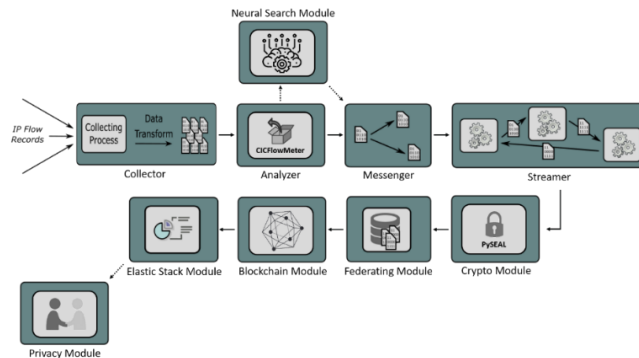 Neural Search Module
IP Flow
Records
Collecting
Process
Data
Transform
CICFlowMeter
Collector
Analyzer
Messenger
Streamer
PySEAL
Elastic Stack Module
Blockchain Module
Federating Module
Crypto Module
Privacy Module